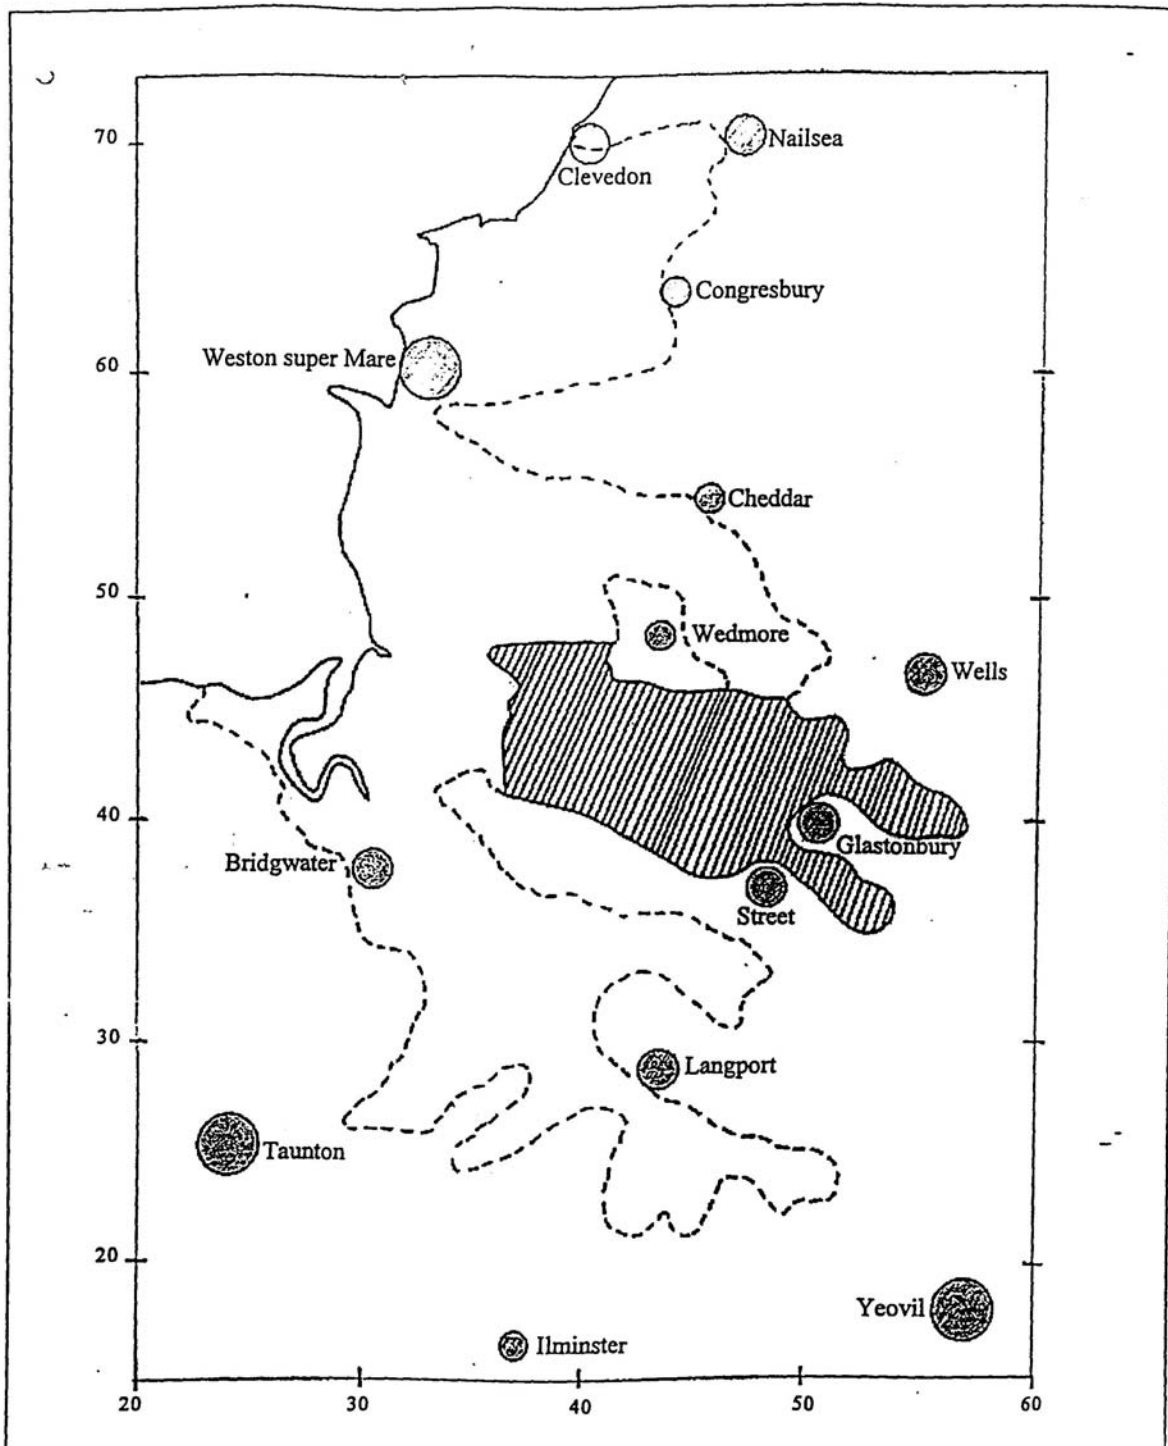 70
Nailsea
Clevedon
Congresbury
Weston super Mare
60
Cheddar
50
Wedmore
Wells
40
Glastonbury
Bridgwater
Street
30
Langport
Taunton
20
Yeovil
Ilminster
20 30 40 50 60